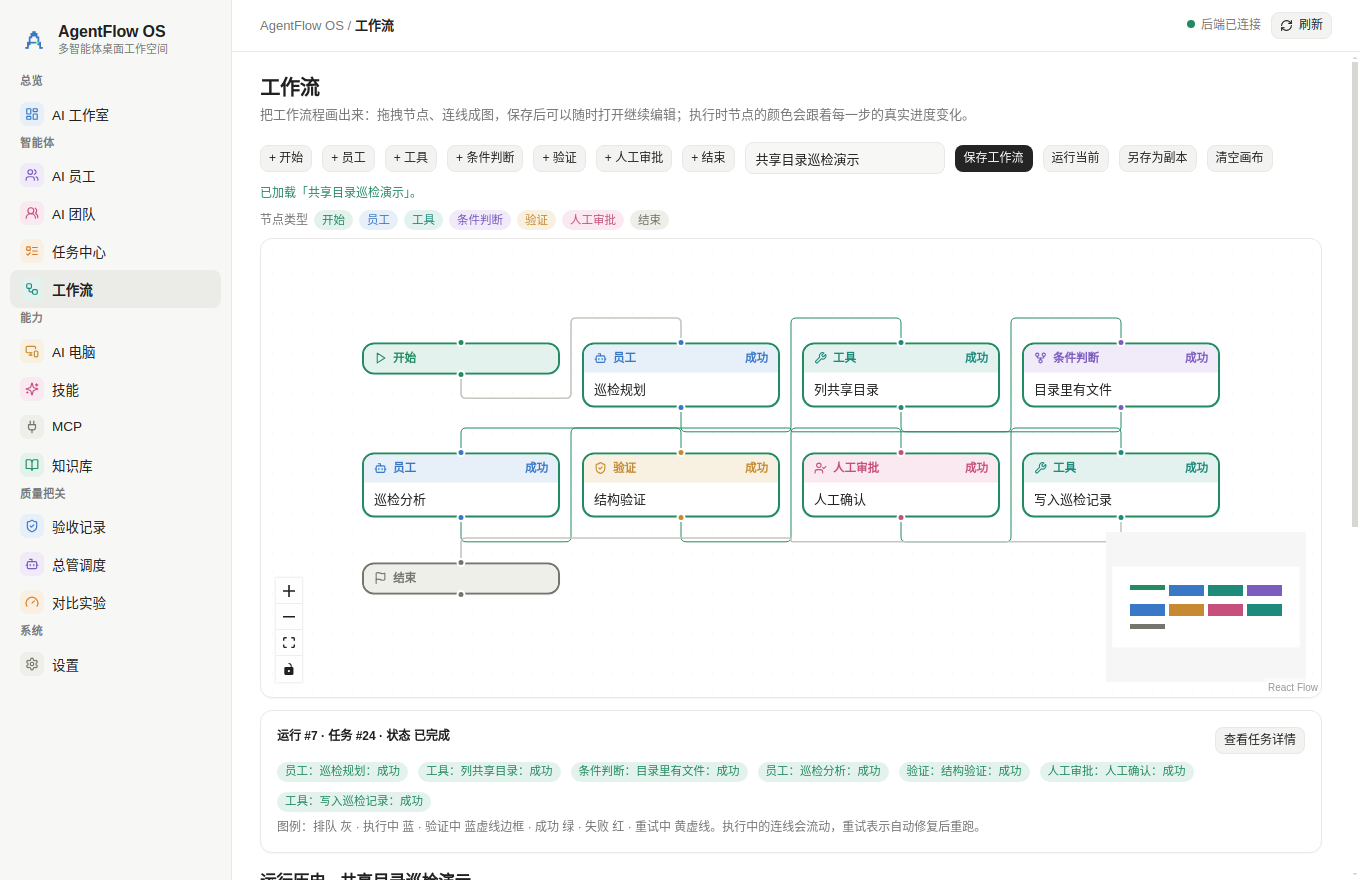 AgentFlow OS
多智能体桌面工作空间
总览
AI 工作室
智能体
AI 员工
AI 团队
任务中心
工作流
能力
AI 电脑
技能
MCP
知识库
质量把关
验收记录
总管调度
对比实验
系统
设置
AgentFlow OS / 工作流
后端已连接
刷新
工作流
把工作流程画出来：拖拽节点、连线成图，保存后可以随时打开继续编辑；执行时节点的颜色会跟着每一步的真实进度变化。
+ 开始 + 员工 + 工具 + 条件判断 + 验证 + 人工审批 + 结束 共享目录巡检演示 保存工作流 运行当前 另存为副本 清空画布
已加载「共享目录巡检演示」。
节点类型 开始 员工 工具 条件判断 验证 人工审批 结束
开始
员工 成功
巡检规划
工具 成功
列共享目录
条件判断 成功
目录里有文件
员工 成功
巡检分析
验证 成功
结构验证
人工审批 成功
人工确认
工具 成功
写入巡检记录
结束
React Flow
运行 #7 · 任务 #24 · 状态 已完成
查看任务详情
员工：巡检规划：成功 工具：列共享目录：成功 条件判断：目录里有文件：成功 员工：巡检分析：成功 验证：结构验证：成功 人工审批：人工确认：成功
工具：写入巡检记录：成功
图例：排队 灰 · 执行中 蓝 · 验证中 蓝虚线边框 · 成功 绿 · 失败 红 · 重试中 黄虚线。执行中的连线会流动，重试表示自动修复后重跑。